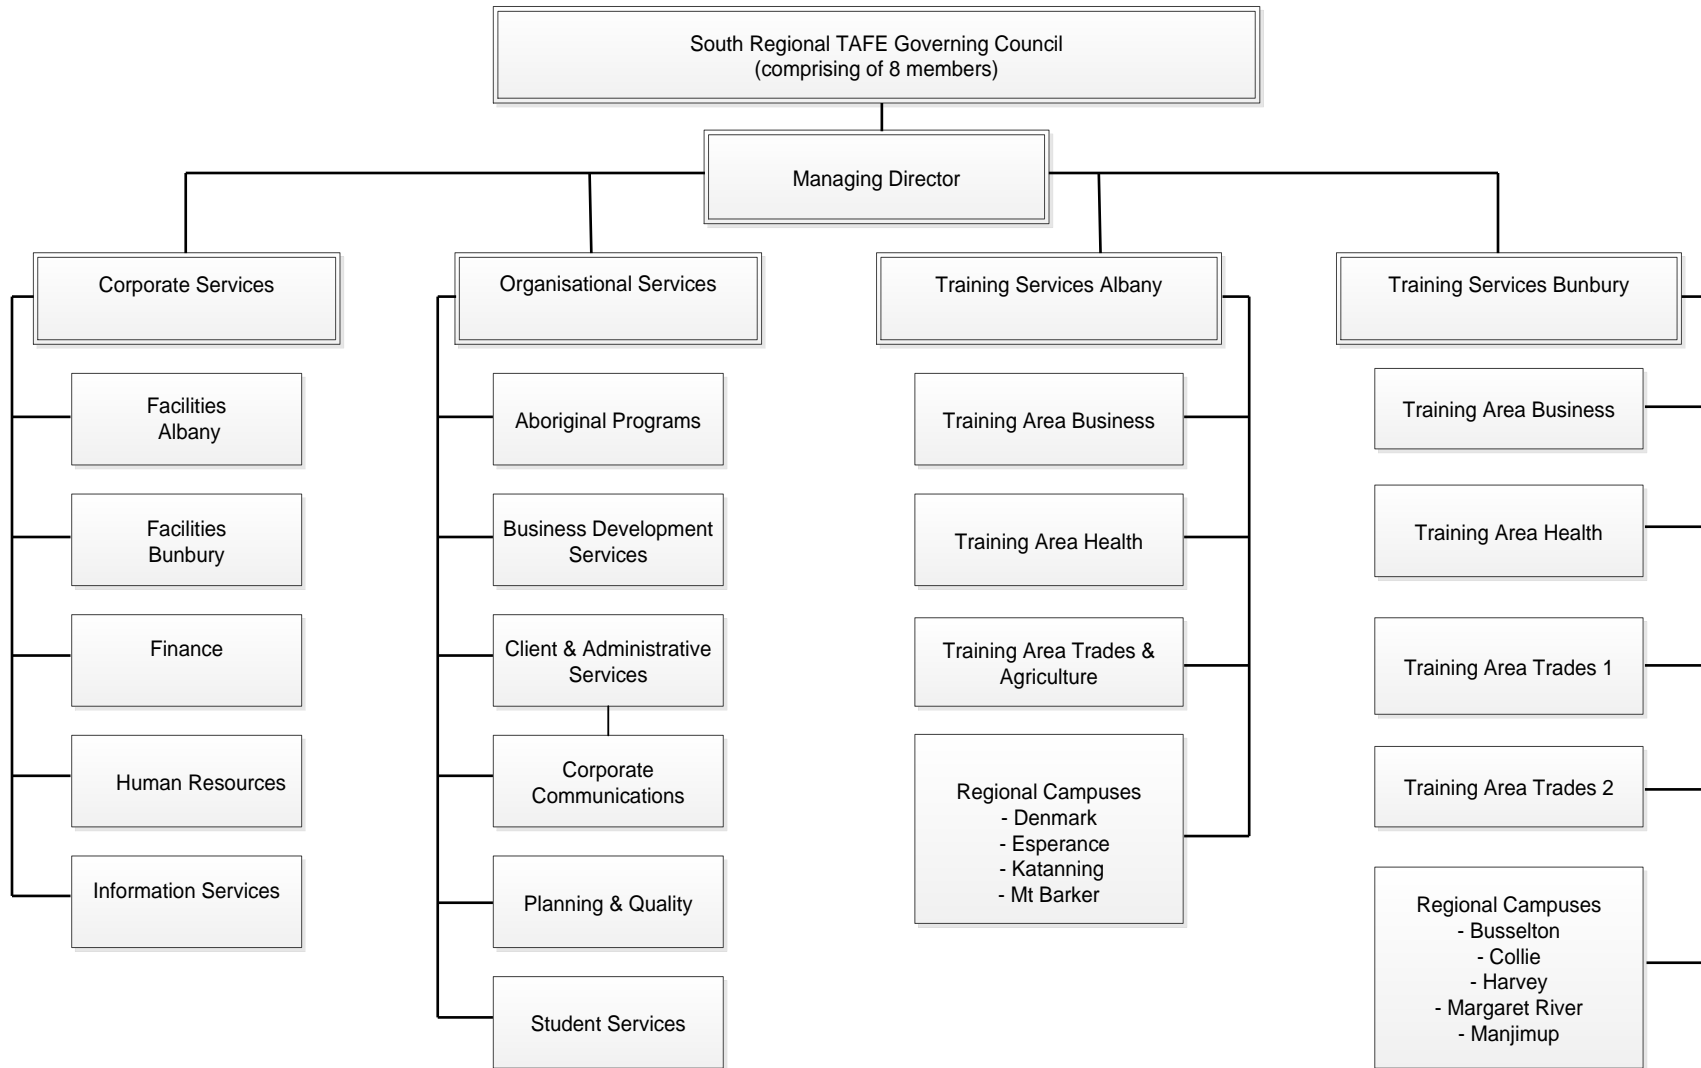 South Regional TAFE Governing Council
(comprising of 8 members)
Managing Director
Corporate Services
Organisational Services
Training Services Albany
Training Services Bunbury
Facilities
Albany
Facilities
Bunbury
Finance
Human Resources
Information Services
Aboriginal Programs
Business Development
Services
Client & Administrative
Services
Corporate
Communications
Planning & Quality
Student Services
Training Area Business
Training Area Health
Training Area Trades &
Agriculture
Regional Campuses
- Denmark
- Esperance
- Katanning
- Mt Barker
Training Area Business
Training Area Health
Training Area Trades 1
Training Area Trades 2
Regional Campuses
- Busselton
- Collie
- Harvey
- Margaret River
- Manjimup